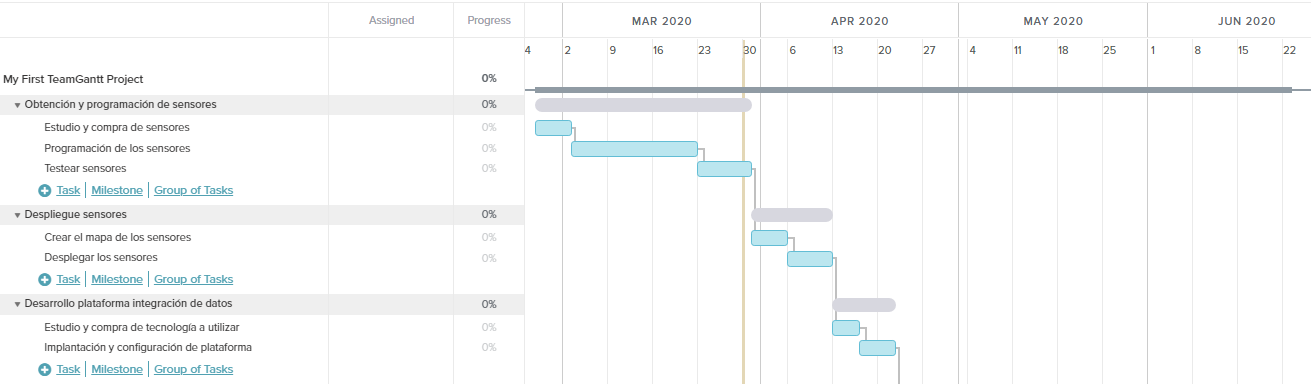 Assigned Progress MAR 2020 APR 2020 MAY 2020 JUN 2020
4 2 9 16 23 30 6 13 20 27 4 11 18 25 1 8 15 22
My First TeamGantt Project 0%
Obtención y programación de sensores 0%
Estudio y compra de sensores 0%
Programación de los sensores 0%
Testear sensores 0%
Task Milestone Group of Tasks
Despliegue sensores 0%
Crear el mapa de los sensores 0%
Desplegar los sensores 0%
Task Milestone Group of Tasks
Desarrollo plataforma integración de datos 0%
Estudio y compra de tecnología a utilizar 0%
Implantación y configuración de plataforma 0%
Task Milestone Group of Tasks